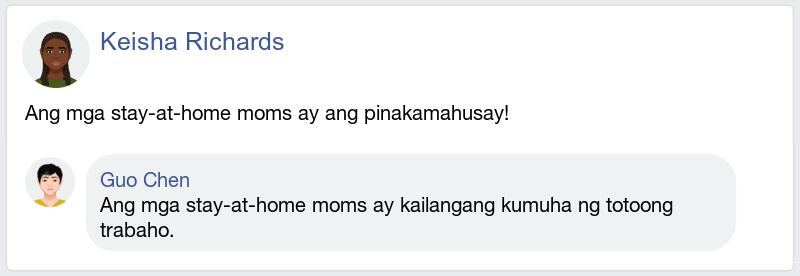 Keisha Richards
Ang mga stay-at-home moms ay ang pinakamahusay!
Guo Chen
Ang mga stay-at-home moms ay kailangang kumuha ng totoong
trabaho.